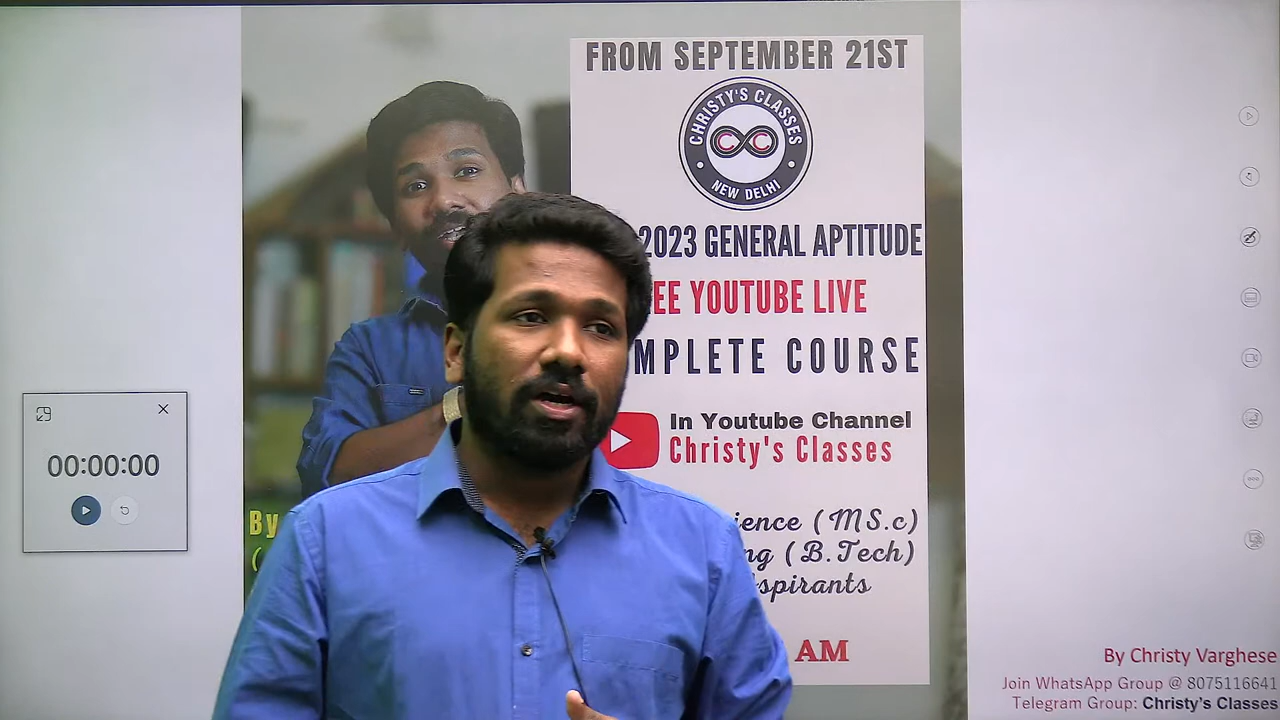 FROM SEPTEMBER 21ST
CHRISTY'S CLASSES
NEW DELHI
2023 GENERAL APTITUDE
EE YOUTUBE LIVE
MPLETE COURSE
In Youtube Channel
Christy's Classes
00:00:00
By
ience (MS.c)
(
ng (B.Tech)
spirants
AM
By Christy Varghese
Join WhatsApp Group @ 8075116641
Telegram Group: Christy's Classes